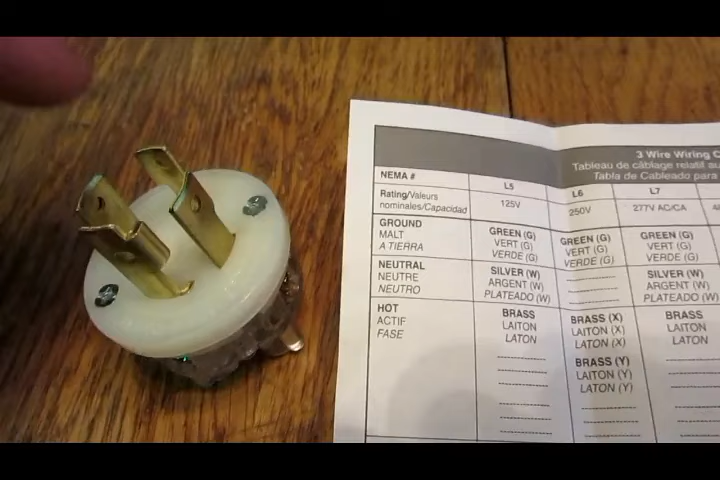 3 Wire Wiring
Tableau de câblage relatif
Tabla de Cableado para
NEMA # L5 L6 L7
Rating/Valeurs
nominales/Capacidad 125V 250V 277V AC/CA
GROUND
MALT
A TIERRA
GREEN (G)
VERT (G)
VERDE (G)
GREEN (G)
VERT (G)
VERDE (G)
GREEN (G)
VERT (G)
VERDE (G)
NEUTRAL
NEUTRE
NEUTRO
SILVER (W)
ARGENT (W)
PLATEADO (W)
SILVER (W)
ARGENT (W)
PLATEADO (W)
HOT
ACTIF
FASE
BRASS
LAITON
LATON
BRASS (X)
LAITON (X)
LATON (X)
BRASS (Y)
LAITON (Y)
LATON (Y)
BRASS
LAITON
LATON